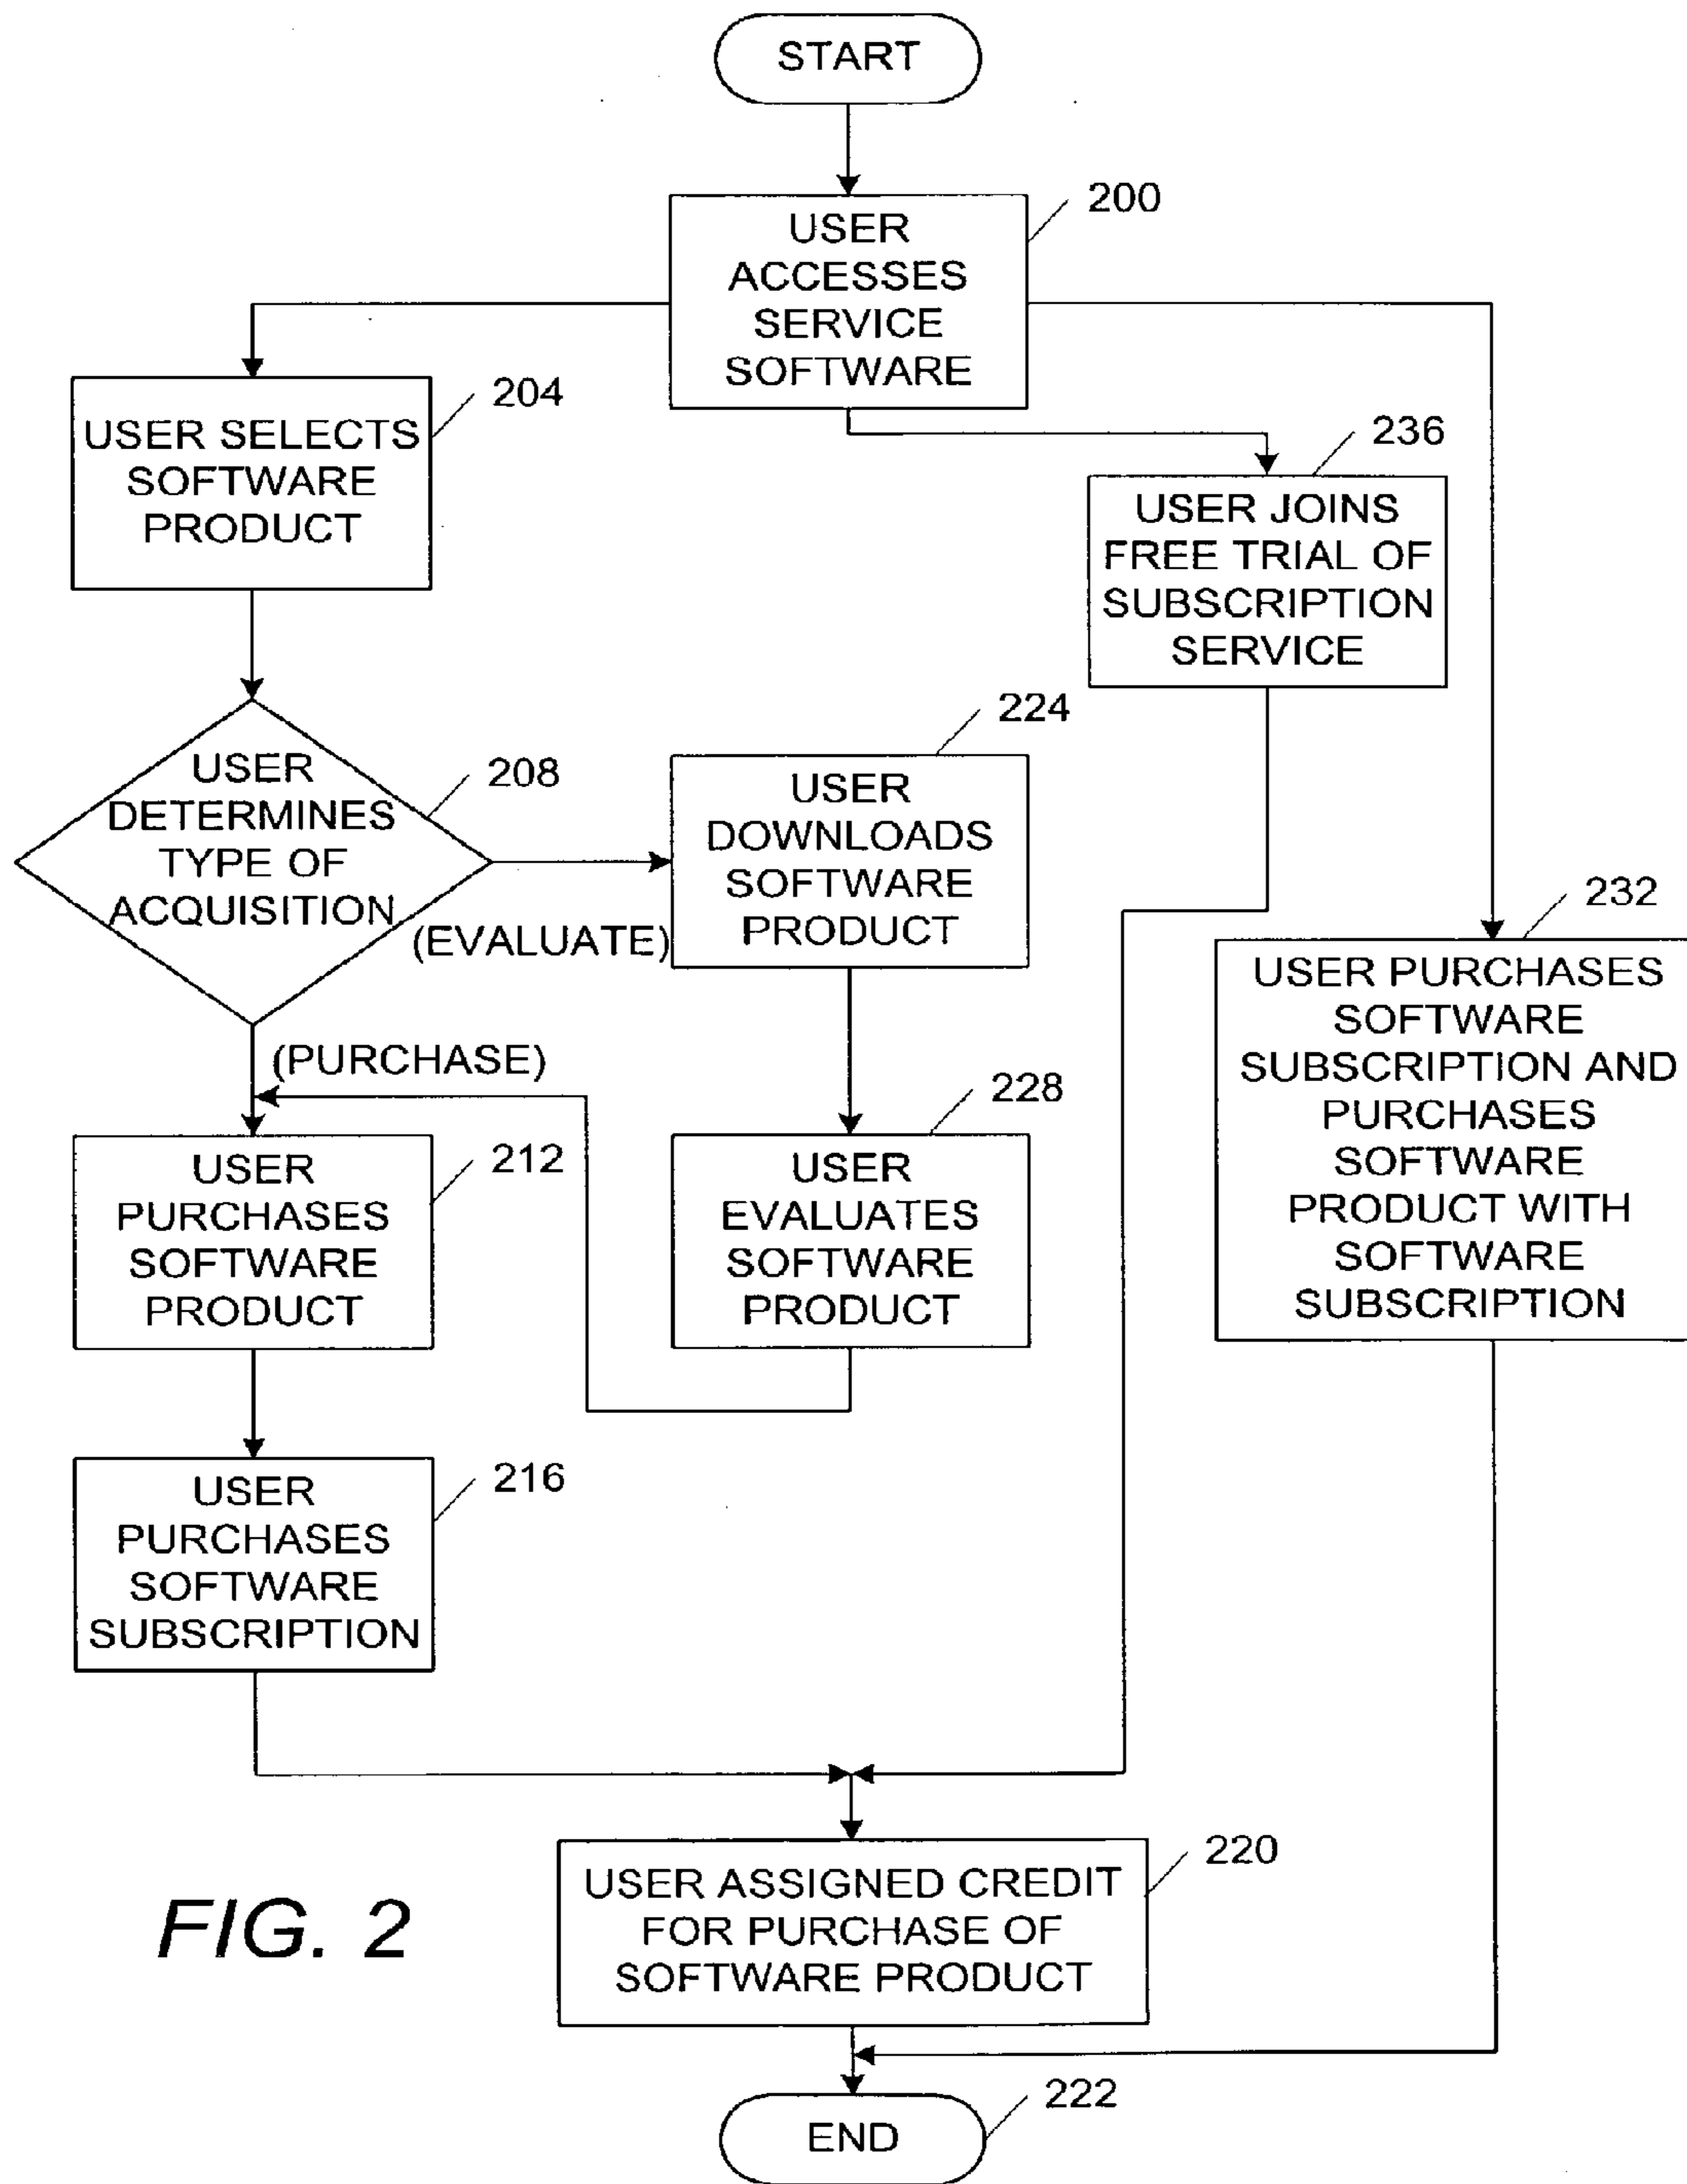 START
200
USER
ACCESSES
SERVICE
SOFTWARE
204
USER SELECTS
SOFTWARE
PRODUCT
236
USER JOINS
FREE TRIAL OF
SUBSCRIPTION
SERVICE
208
USER
DETERMINES
TYPE OF
ACQUISITION
(EVALUATE)
(PURCHASE)
224
USER
DOWNLOADS
SOFTWARE
PRODUCT
232
USER PURCHASES
SOFTWARE
SUBSCRIPTION AND
PURCHASES
SOFTWARE
PRODUCT WITH
SOFTWARE
SUBSCRIPTION
212
USER
PURCHASES
SOFTWARE
PRODUCT
228
USER
EVALUATES
SOFTWARE
PRODUCT
216
USER
PURCHASES
SOFTWARE
SUBSCRIPTION
220
USER ASSIGNED CREDIT
FOR PURCHASE OF
SOFTWARE PRODUCT
FIG. 2
222
END